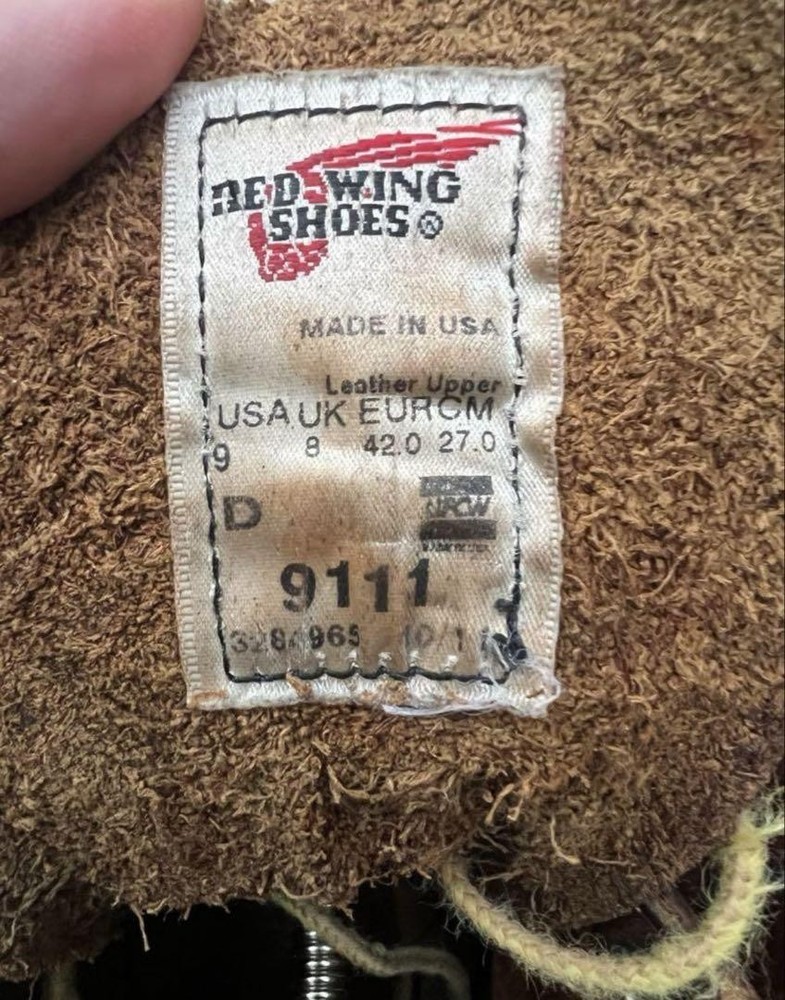 RED WING
SHOES®
MADE IN USA
Leather Upper
USA UK EUR CM
9 8 42.0 27.0
D
UFCW
9111